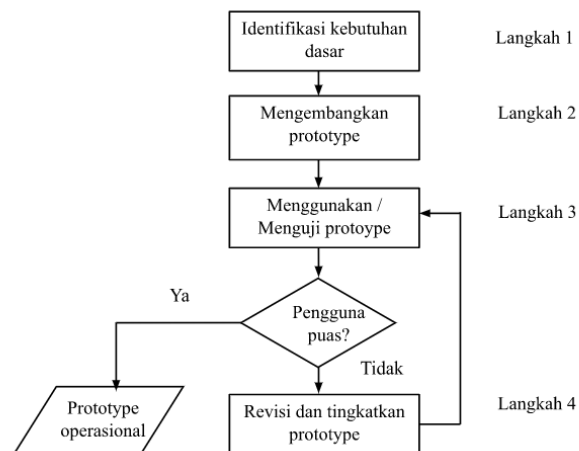 Identifikasi kebutuhan
dasar
Langkah 1
Mengembangkan
prototype
Langkah 2
Menggunakan /
Menguji protoype
Langkah 3
Ya
Pengguna
puas?
Tidak
Prototype
operasional
Revisi dan tingkatkan
prototype
Langkah 4